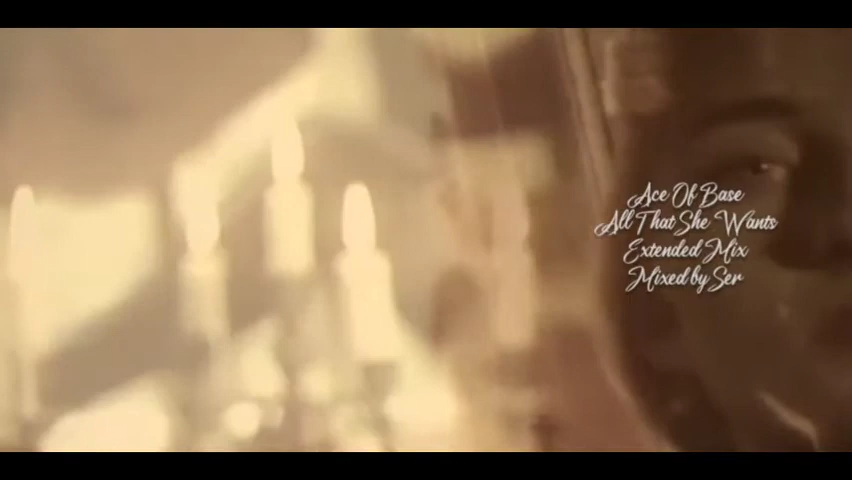 Ace Of Base
All That She Wants
Extended Mix
Mixed by Ser